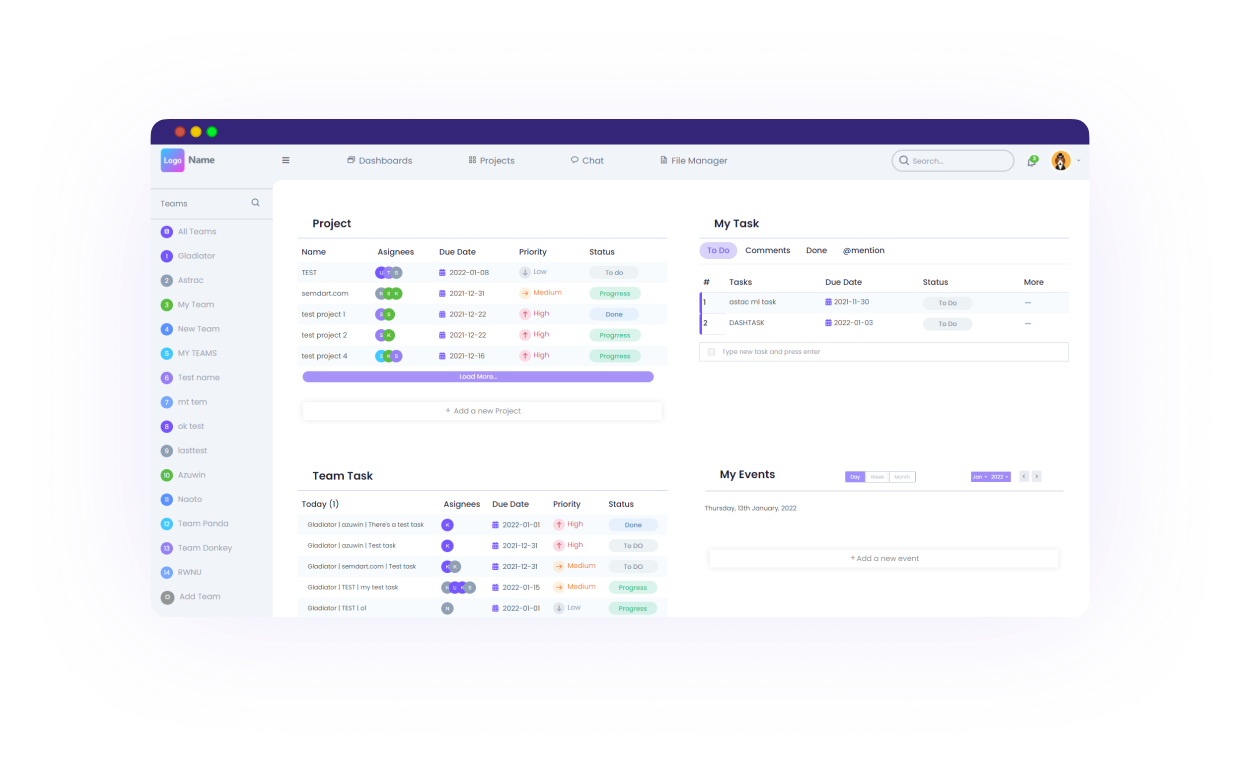 Logo Name
Dashboards Projects Chat File Manager Search...
Teams
All Teams
1 Gladiator
2 Astrac
3 My Team
4 New Team
5 MY TEAMS
6 Test name
7 mt tem
8 ok test
9 lasttest
10 Azuwin
11 Naoto
12 Team Panda
13 Team Donkey
14 RWNU
Add Team
Project
Name Asignees Due Date Priority Status
TEST 2022-01-08 Low To do
semdart.com 2021-12-31 Medium Progrress
test project 1 2021-12-22 High Done
test project 2 2021-12-22 High Progrress
test project 4 2021-12-16 High Progrress
Load More...
+ Add a new Project
My Task
To Do Comments Done @mention
# Tasks Due Date Status More
1 astac ml task 2021-11-30 To Do ...
2 DASHTASK 2022-01-03 To Do ...
Type new task and press enter
Team Task
Today (1) Asignees Due Date Priority Status
Gladiator | azuwin | There's a test task K 2022-01-01 High Done
Gladiator | azuwin | Test task K 2021-12-31 High To DO
Gladiator | semdart.com | Test task 2021-12-31 Medium To DO
Gladiator | TEST | my test task 2022-01-15 Medium Progress
Gladiator | TEST | o1 N 2022-01-01 Low Progress
My Events
Day Week Month Jan 2022 < >
Thursday, 13th January, 2022
+ Add a new event